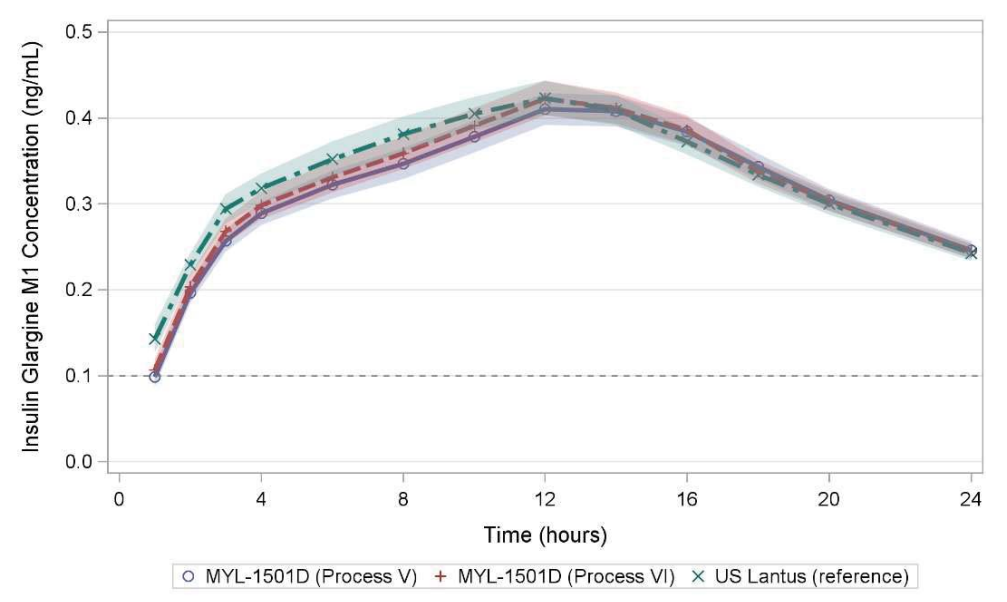 Insulin Glargine M1 Concentration (ng/mL)
0.5
0.4
0.3
0.2
0.1
0.0
0 4 8 12 16 20 24
Time (hours)
MYL-1501D (Process V) MYL-1501D (Process VI) US Lantus (reference)